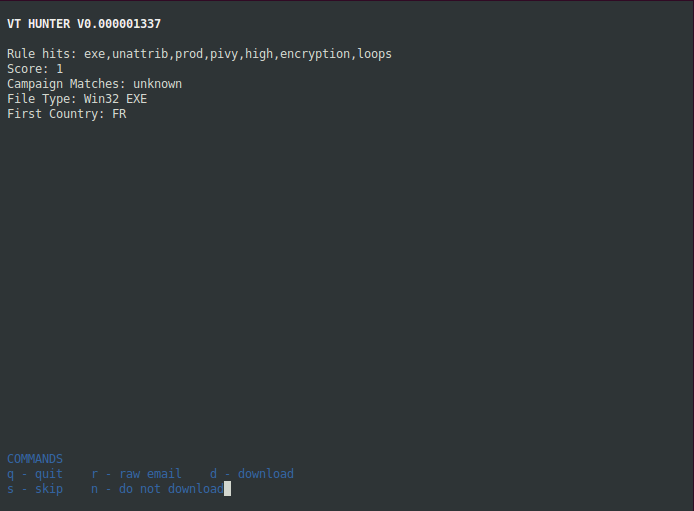 VT HUNTER V0.000001337
Rule hits: exe,unattrib,prod,pivy,high,encryption,loops
Score: 1
Campaign Matches: unknown
File Type: Win32 EXE
First Country: FR
COMMANDS
q - quit    r - raw email    d - download
s - skip    n - do not download